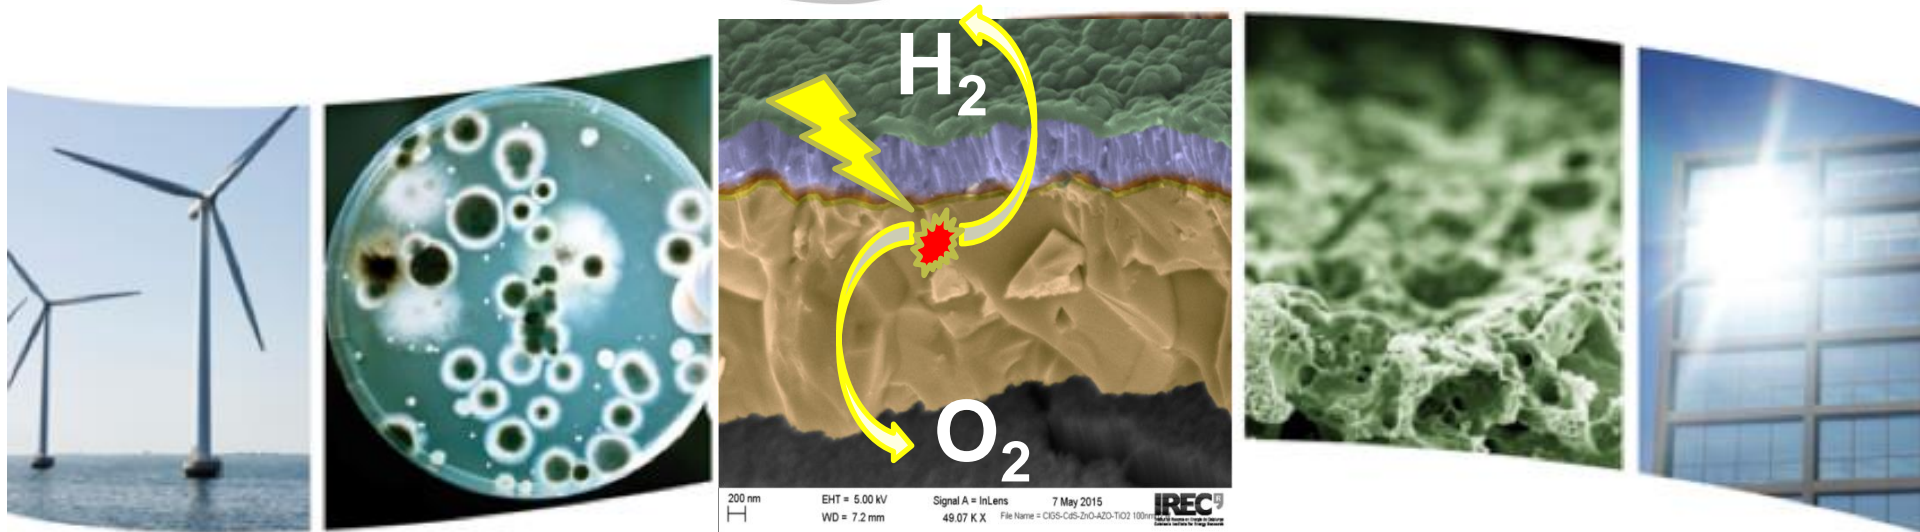 H2
O2
200 nm EHT = 5.00 kV Signal A = InLens 7 May 2015 IREC
WD = 7.2 mm 49.07 K X File Name = CIGS-CdS-ZnO-AZO-TiO2 100nm